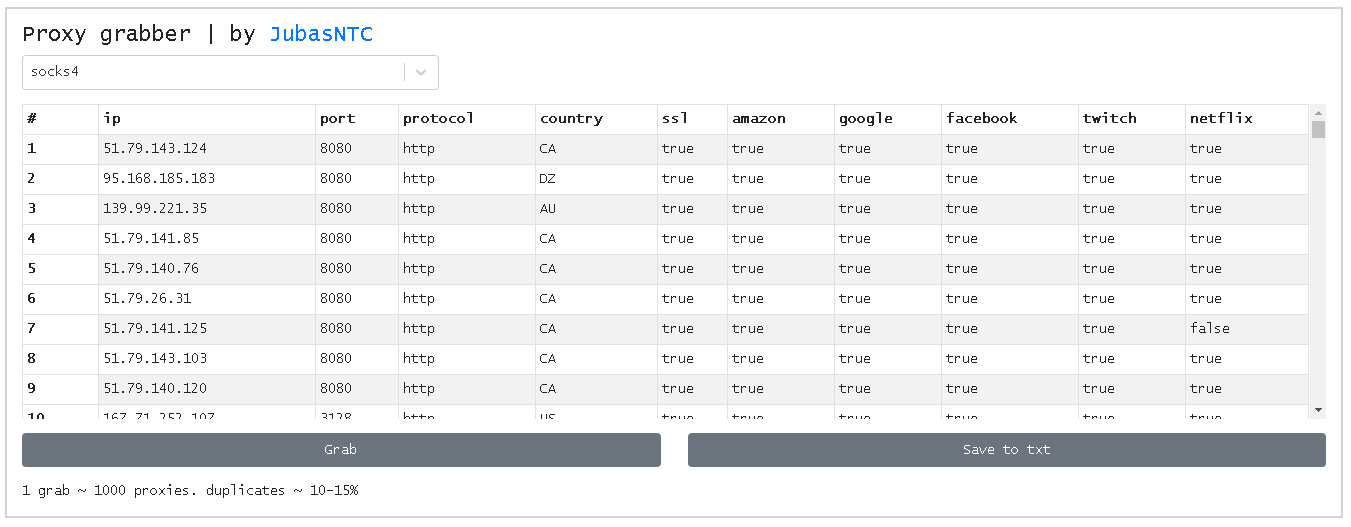 Proxy grabber | by JubasNTC
socks4
# ip port protocol country ssl amazon google facebook twitch netflix
1 51.79.143.124 8080 http CA true true true true true true
2 95.168.185.183 8080 http DZ true true true true true true
3 139.99.221.35 8080 http AU true true true true true true
4 51.79.141.85 8080 http CA true true true true true true
5 51.79.140.76 8080 http CA true true true true true true
6 51.79.26.31 8080 http CA true true true true true true
7 51.79.141.125 8080 http CA true true true true true false
8 51.79.143.103 8080 http CA true true true true true true
9 51.79.140.120 8080 http CA true true true true true true
10 167.71.252.107 3128 http US true true true true true true
Grab Save to txt
1 grab ~ 1000 proxies. duplicates ~ 10-15%